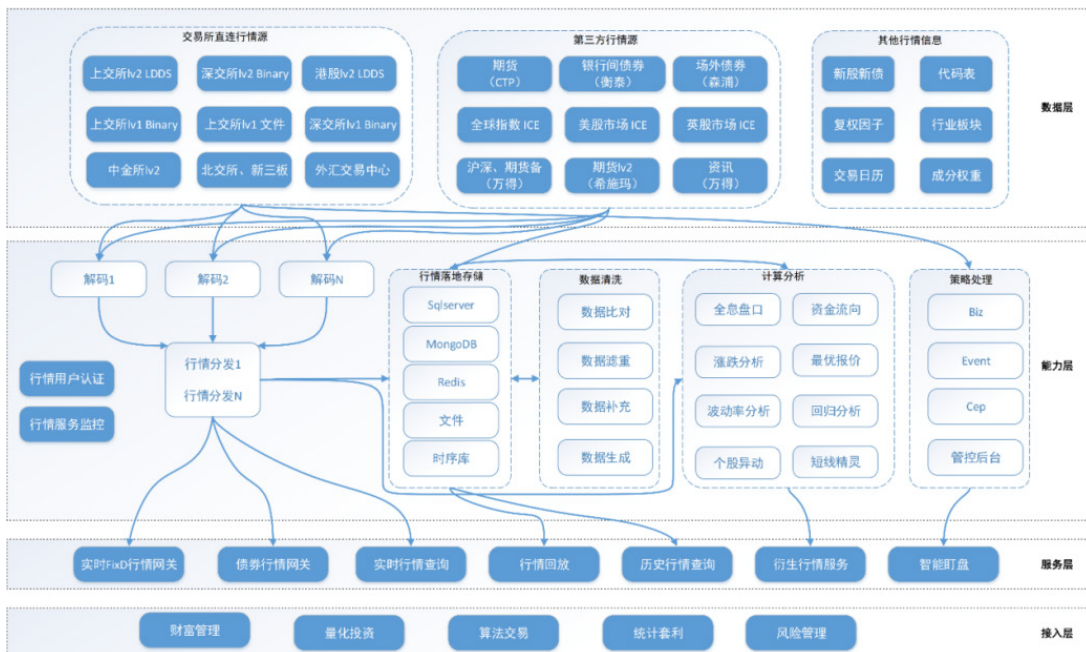 交易所直连行情源
上交所lv2 LDDS
深交所lv2 Binary
港股lv2 LDDS
上交所lv1 Binary
上交所lv1 文件
深交所lv1 Binary
中金所lv2
北交所、新三板
外汇交易中心
第三方行情源
期货
(CTP)
银行间债券
(衡泰)
场外债券
(森浦)
全球指数 ICE
美股市场 ICE
英股市场 ICE
沪深、期货备
(万得)
期货lv2
(希施玛)
资讯
(万得)
其他行情信息
新股新债
代码表
复权因子
行业板块
交易日历
成分权重
数据层
解码1
解码2
解码N
行情分发1
行情分发N
行情用户认证
行情服务监控
行情落地存储
Sqlserver
MongoDB
Redis
文件
时序库
数据清洗
数据比对
数据滤重
数据补充
数据生成
计算分析
全息盘口
资金流向
涨跌分析
最优报价
波动率分析
回归分析
个股异动
短线精灵
策略处理
Biz
Event
Cep
管控后台
能力层
实时FixD行情网关
债券行情网关
实时行情查询
行情回放
历史行情查询
衍生行情服务
智能盯盘
服务层
财富管理
量化投资
算法交易
统计套利
风险管理
接入层